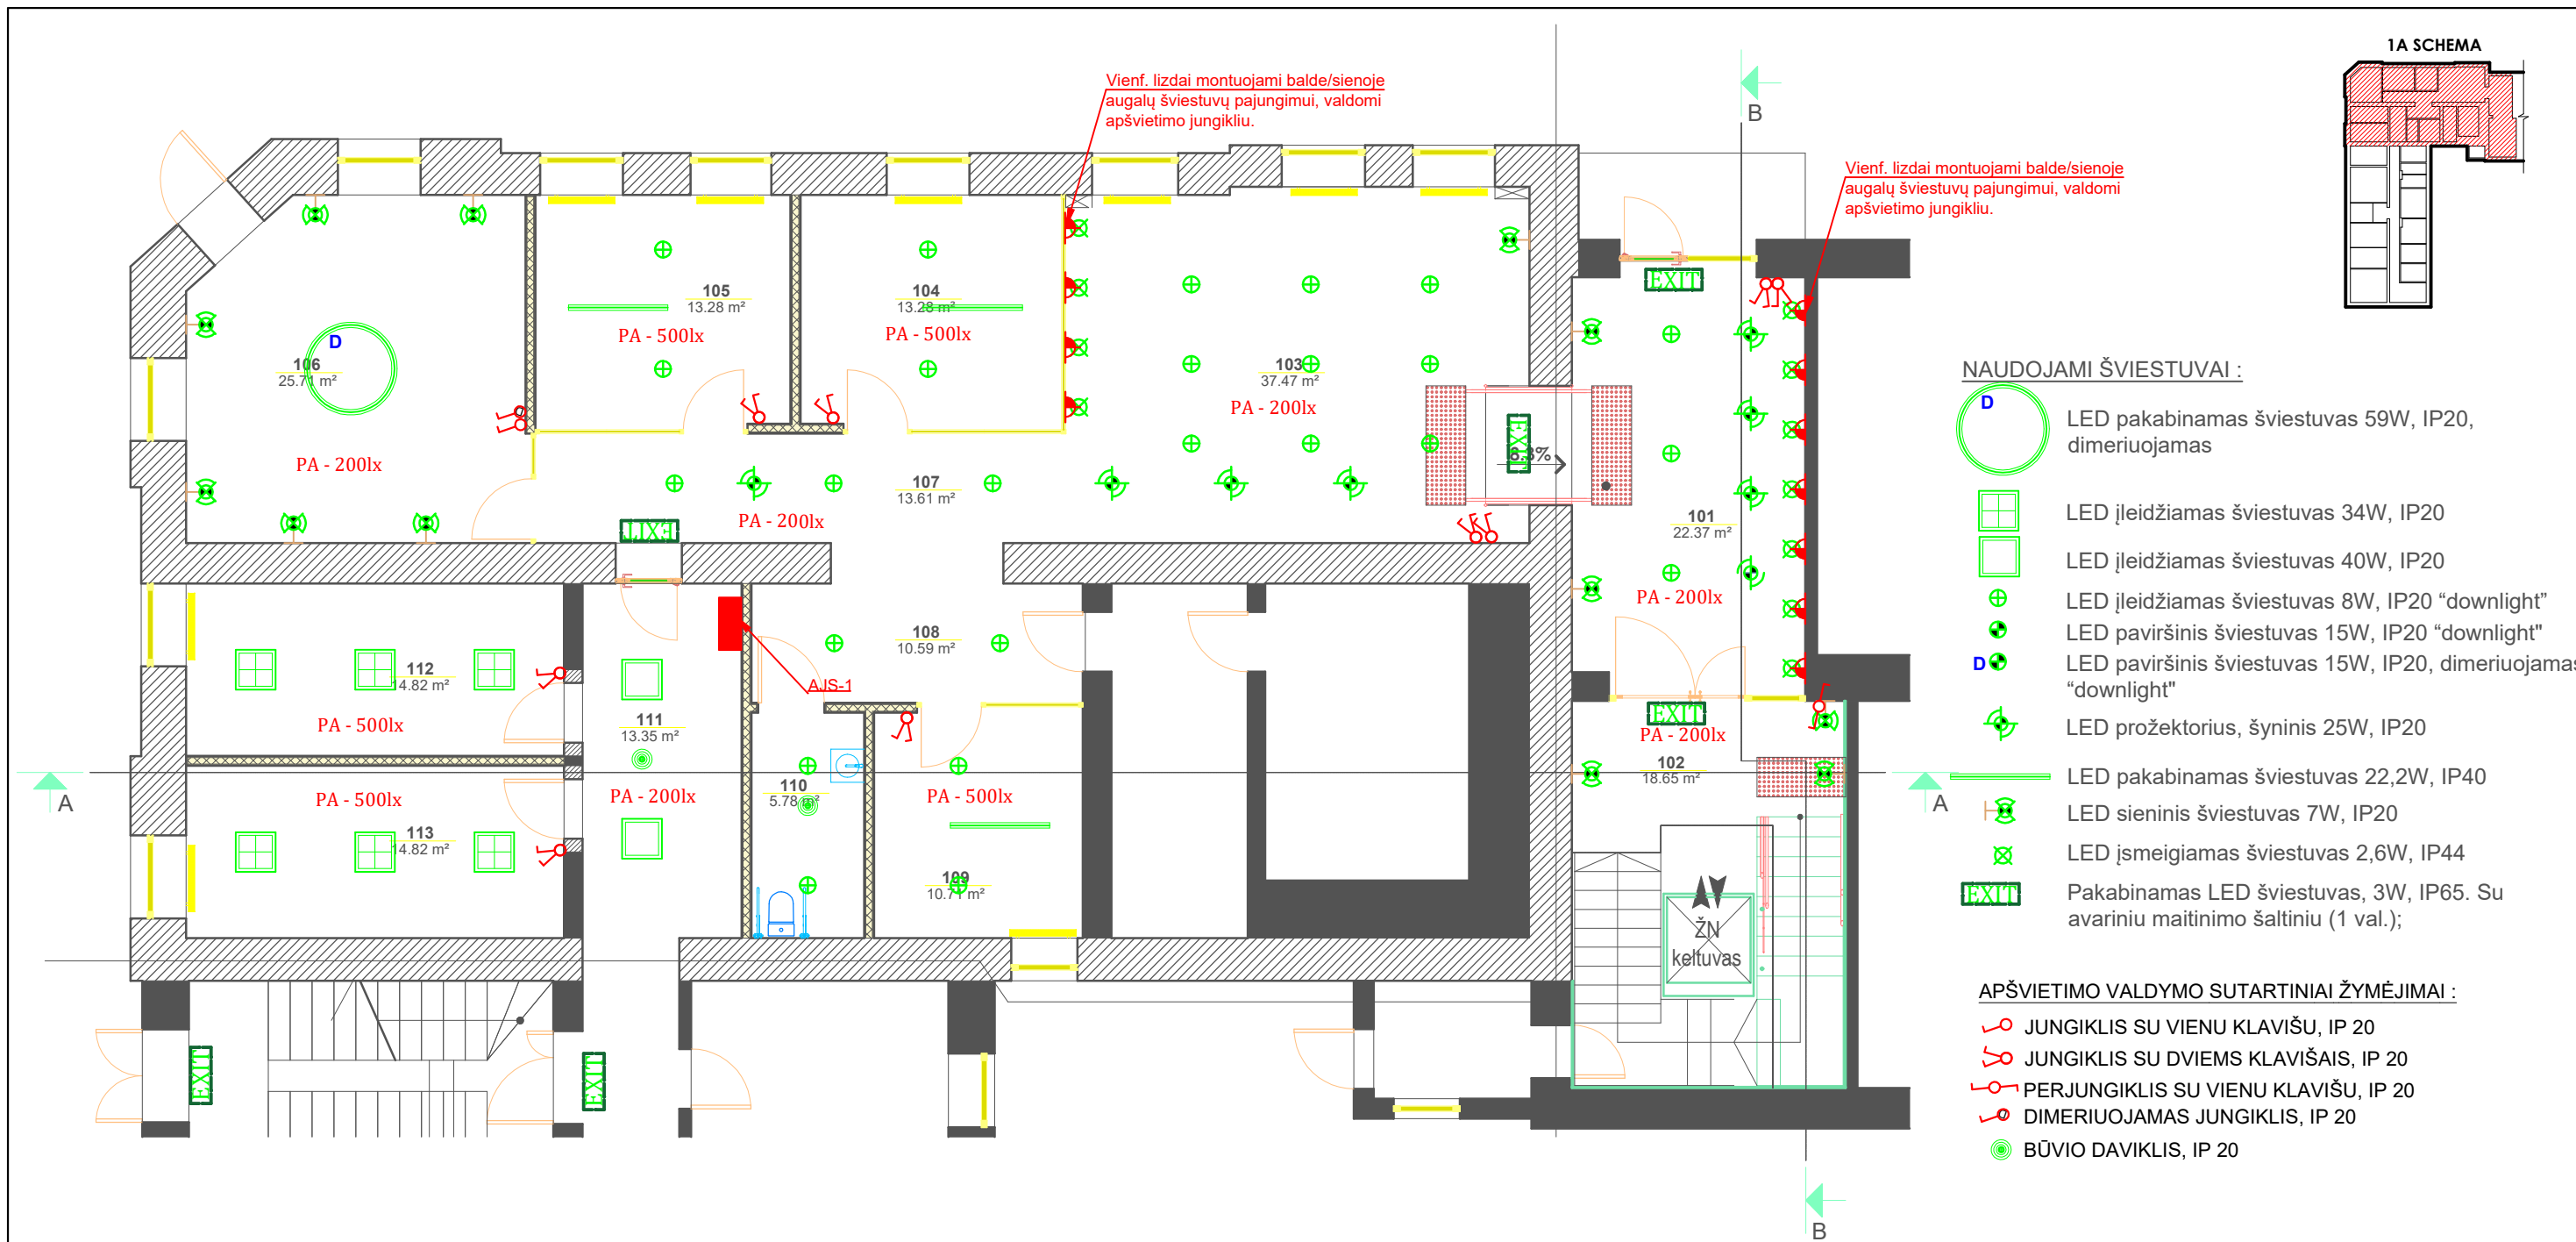 1A SCHEMA
Vienf. lizdai montuojami balde/sienoje
augalų šviestuvų pajungimui, valdomi
apšvietimo jungikliu.
B
Vienf. lizdai montuojami balde/sienoje
augalų šviestuvų pajungimui, valdomi
apšvietimo jungikliu.
EXIT
105
13.28 m²
PA - 500lx
104
13.28 m²
PA - 500lx
D
106
25.71 m²
PA - 200lx
103
37.47 m²
PA - 200lx
EXIT
8.3%
107
13.61 m²
PA - 200lx
EXIT
101
22.37 m²
PA - 200lx
108
10.59 m²
AJS-1
112
14.82 m²
PA - 500lx
111
13.35 m²
PA - 200lx
EXIT
PA - 200lx
102
18.65 m²
A
A
PA - 500lx
113
14.82 m²
110
5.78 m²
PA - 500lx
109
10.71 m²
ŽN
keltuvas
EXIT
EXIT
B
NAUDOJAMI ŠVIESTUVAI :
D
LED pakabinamas šviestuvas 59W, IP20,
dimeriuojamas
LED įleidžiamas šviestuvas 34W, IP20
LED įleidžiamas šviestuvas 40W, IP20
LED įleidžiamas šviestuvas 8W, IP20 “downlight”
LED paviršinis šviestuvas 15W, IP20 “downlight"
D LED paviršinis šviestuvas 15W, IP20, dimeriuojamas
“downlight"
LED prožektorius, šyninis 25W, IP20
LED pakabinamas šviestuvas 22,2W, IP40
LED sieninis šviestuvas 7W, IP20
LED įsmeigiamas šviestuvas 2,6W, IP44
EXIT Pakabinamas LED šviestuvas, 3W, IP65. Su
avariniu maitinimo šaltiniu (1 val.);
APŠVIETIMO VALDYMO SUTARTINIAI ŽYMĖJIMAI :
JUNGIKLIS SU VIENU KLAVIŠU, IP 20
JUNGIKLIS SU DVIEMS KLAVIŠAIS, IP 20
PERJUNGIKLIS SU VIENU KLAVIŠU, IP 20
DIMERIUOJAMAS JUNGIKLIS, IP 20
BŪVIO DAVIKLIS, IP 20